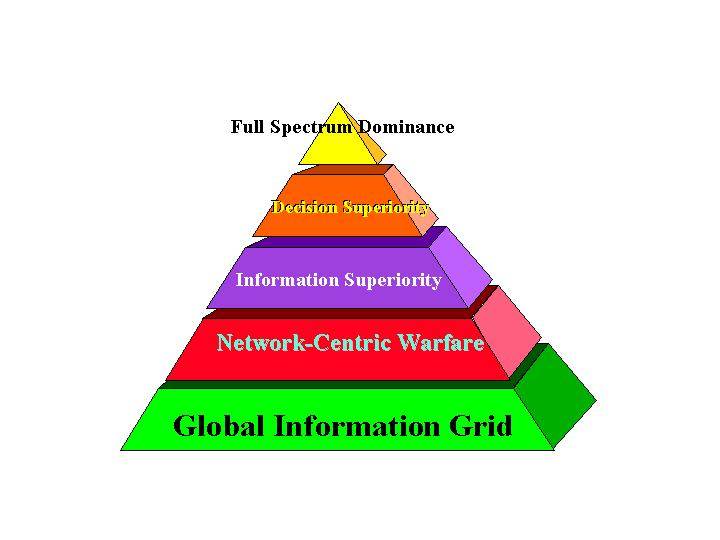 Full Spectrum Dominance
Decision Superiority
Information Superiority
Network-Centric Warfare
Global Information Grid